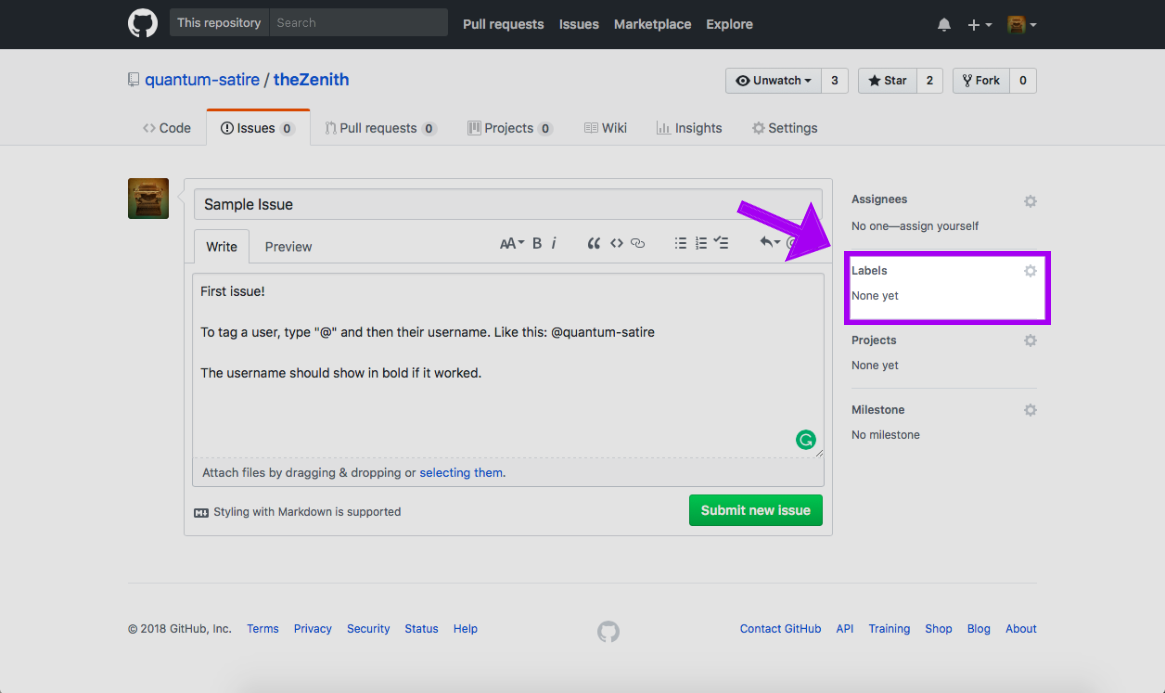 This repository Search Pull requests Issues Marketplace Explore
quantum-satire / theZenith Unwatch 3 Star 2 Fork 0
Code Issues 0 Pull requests 0 Projects 0 Wiki Insights Settings
Sample Issue
Write Preview AA B i
First issue!
To tag a user, type "@" and then their username. Like this: @quantum-satire
The username should show in bold if it worked.
Attach files by dragging & dropping or selecting them.
Styling with Markdown is supported Submit new issue
Assignees
No one—assign yourself
Labels
None yet
Projects
None yet
Milestone
No milestone
© 2018 GitHub, Inc. Terms Privacy Security Status Help Contact GitHub API Training Shop Blog About